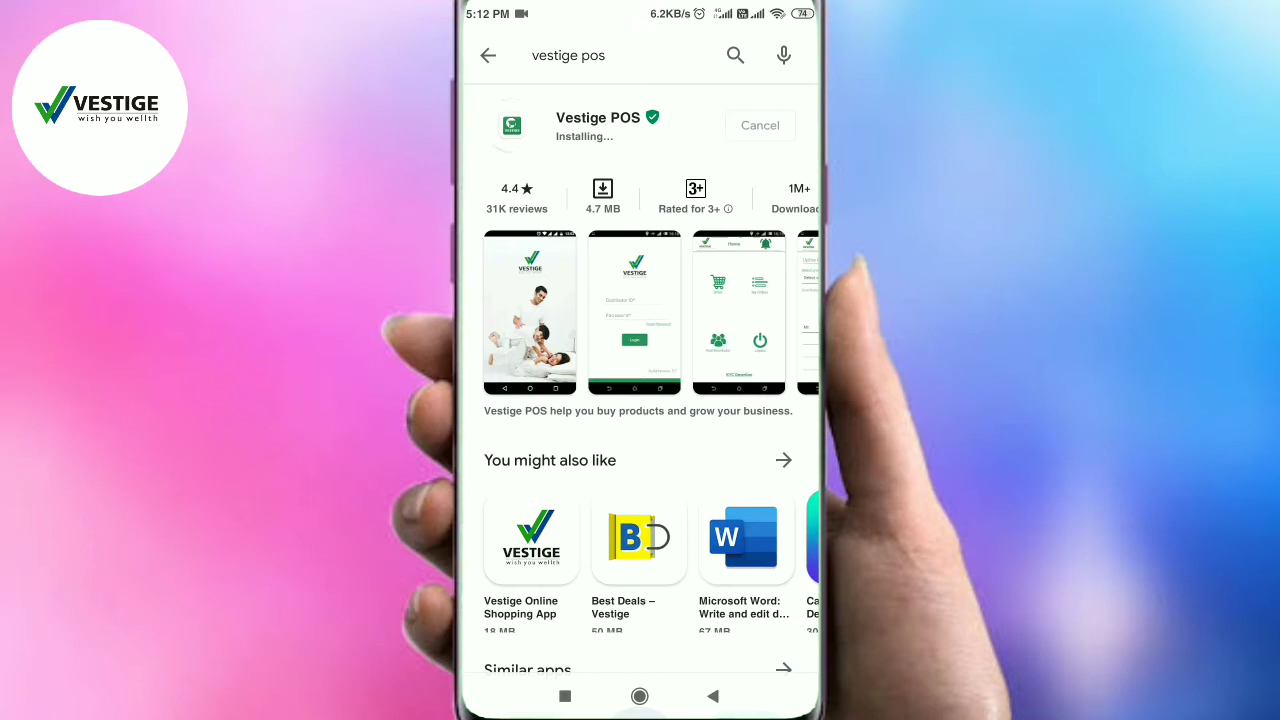 VESTIGE
wish you wellth
5:12 PM
6.2KB/s
74
vestige pos
Vestige POS
Installing...
Cancel
4.4★
31K reviews
4.7 MB
3+
Rated for 3+
1M+
Downloa
VESTIGE
VESTIGE
Distributor ID*
Password*
Login
Home
Vestige POS help you buy products and grow your business.
You might also like
VESTIGE
wish you wellth
B
W
Vestige Online
Shopping App
18 MB
Best Deals –
Vestige
50 MB
Microsoft Word:
Write and edit d...
67 MB
Ca
De
Similar apps